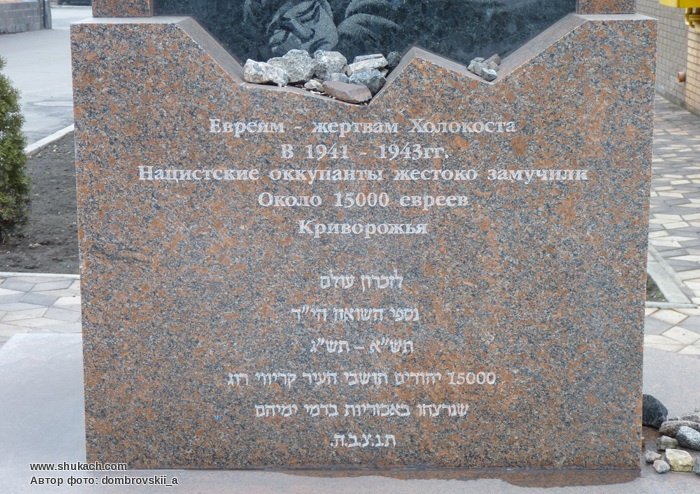 Евреям - жертвам Холокоста
В 1941 - 1943гг.
Нацистские оккупанты жестоко замучили
Около 15000 евреев
Криворожья
לזכרון עולם
נספי השואה הי"ד
תש"א – תש"ג
15000 יהודים תושבי העיר קריווי רוג
שנרצחו באכזריות בדמי ימיהם
ת.נ.צ.ב.ה.
www.shukach.com
Автор фото: dombrovskii_a